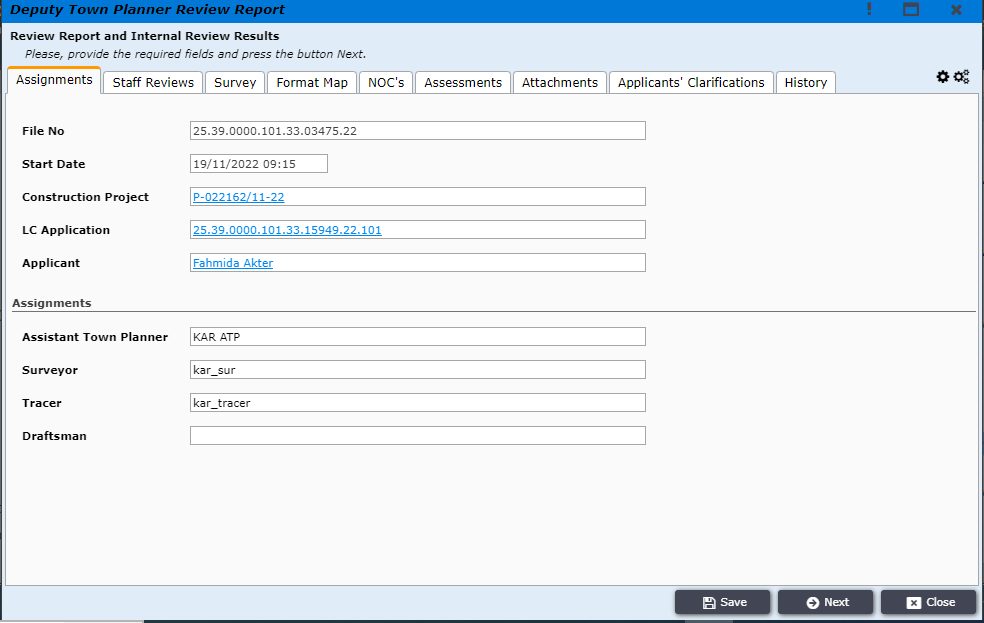 Deputy Town Planner Review Report
Review Report and Internal Review Results
Please, provide the required fields and press the button Next.
Assignments Staff Reviews Survey Format Map NOC's Assessments Attachments Applicants' Clarifications History
File No 25.39.0000.101.33.03475.22
Start Date 19/11/2022 09:15
Construction Project P-022162/11-22
LC Application 25.39.0000.101.33.15949.22.101
Applicant Fahmida Akter
Assignments
Assistant Town Planner KAR ATP
Surveyor kar_sur
Tracer kar_tracer
Draftsman
Save Next Close